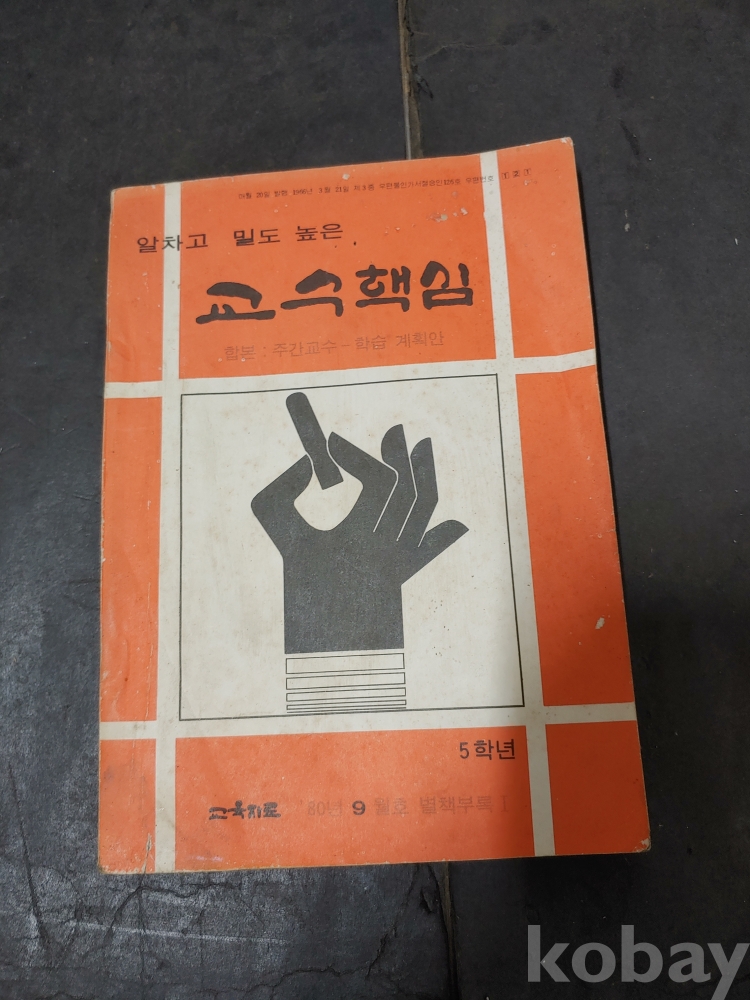 알차고 밀도 높은
교수핵심
합본 : 주간교수 - 학습 계획안
5학년
교육자료 80년 9 월호 별책부록 I
kobay